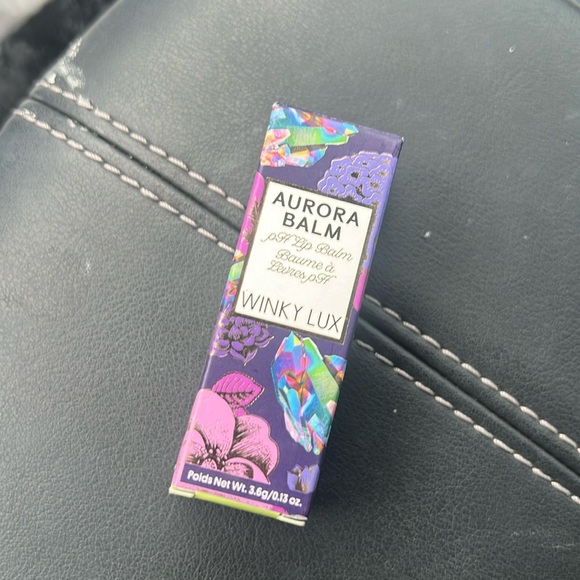 AURORA
BALM
pH Lip Balm
Baume à
Lèvres pH
WINKY LUX
Poids Net Wt. 3.6g/0.13 oz.